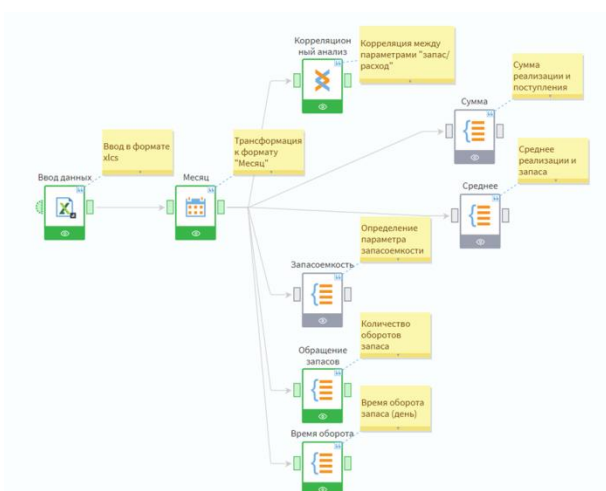 Корреляцион
ный анализ
Корреляция между
параметрами "запас/
расход"
Сумма
Сумма
реализации и
поступления
Ввод данных
Ввод в формате
xlcs
Месяц
Трансформация
к формату
"Месяц"
Среднее
Среднее
реализации и
запаса
Запасоемкость
Определение
параметра
запасоемкости
Обращение
запасов
Количество
оборотов
запаса
Время оборота
Время оборота
запаса (день)